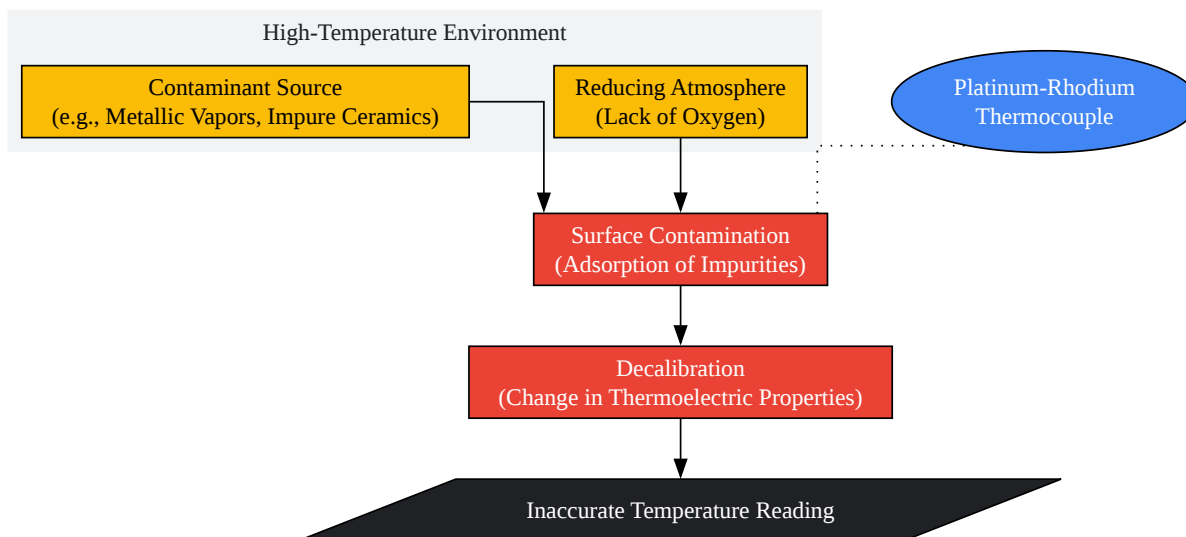 High-Temperature Environment
Contaminant Source
(e.g., Metallic Vapors, Impure Ceramics)
Reducing Atmosphere
(Lack of Oxygen)
Platinum-Rhodium
Thermocouple
Surface Contamination
(Adsorption of Impurities)
Decalibration
(Change in Thermoelectric Properties)
Inaccurate Temperature Reading